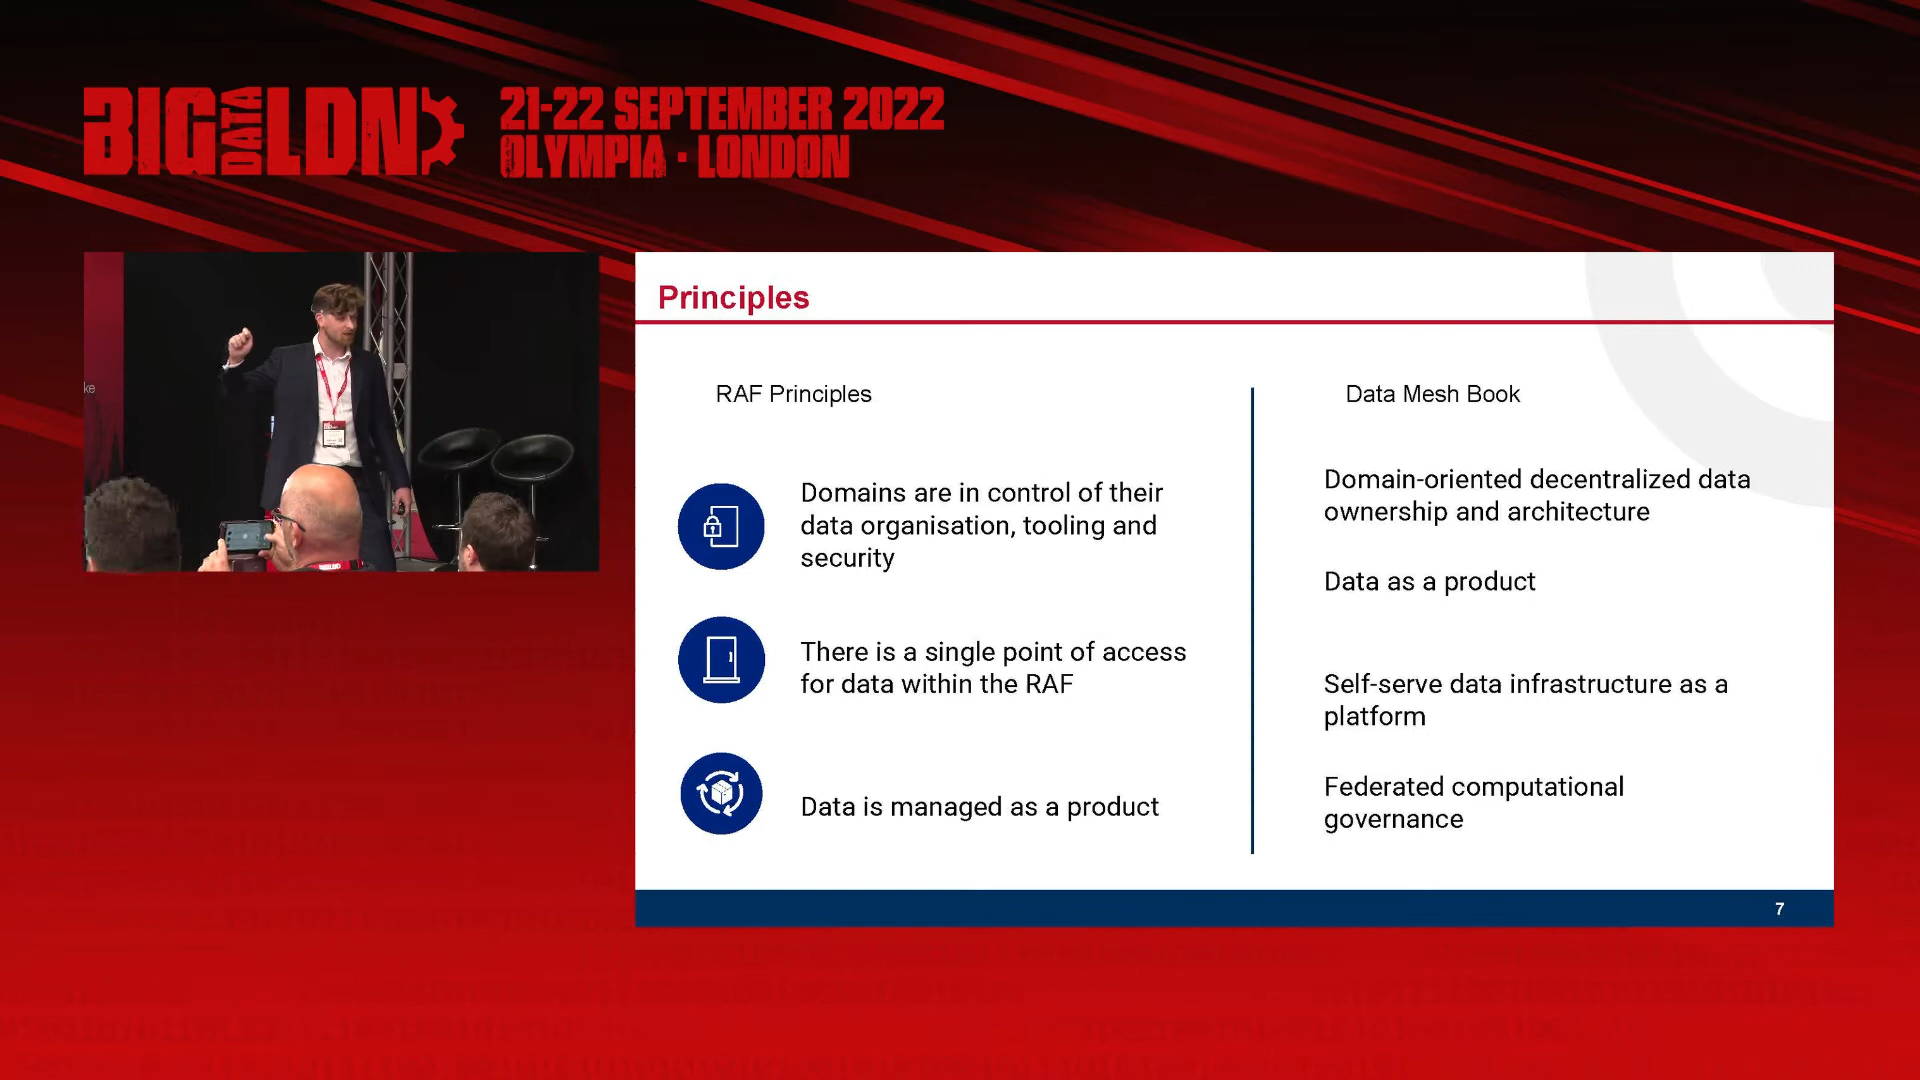 BIG DATA LDN
21-22 SEPTEMBER 2022
OLYMPIA · LONDON
ke
Principles
RAF Principles
Domains are in control of their
data organisation, tooling and
security
There is a single point of access
for data within the RAF
Data is managed as a product
Data Mesh Book
Domain-oriented decentralized data
ownership and architecture
Data as a product
Self-serve data infrastructure as a
platform
Federated computational
governance
7